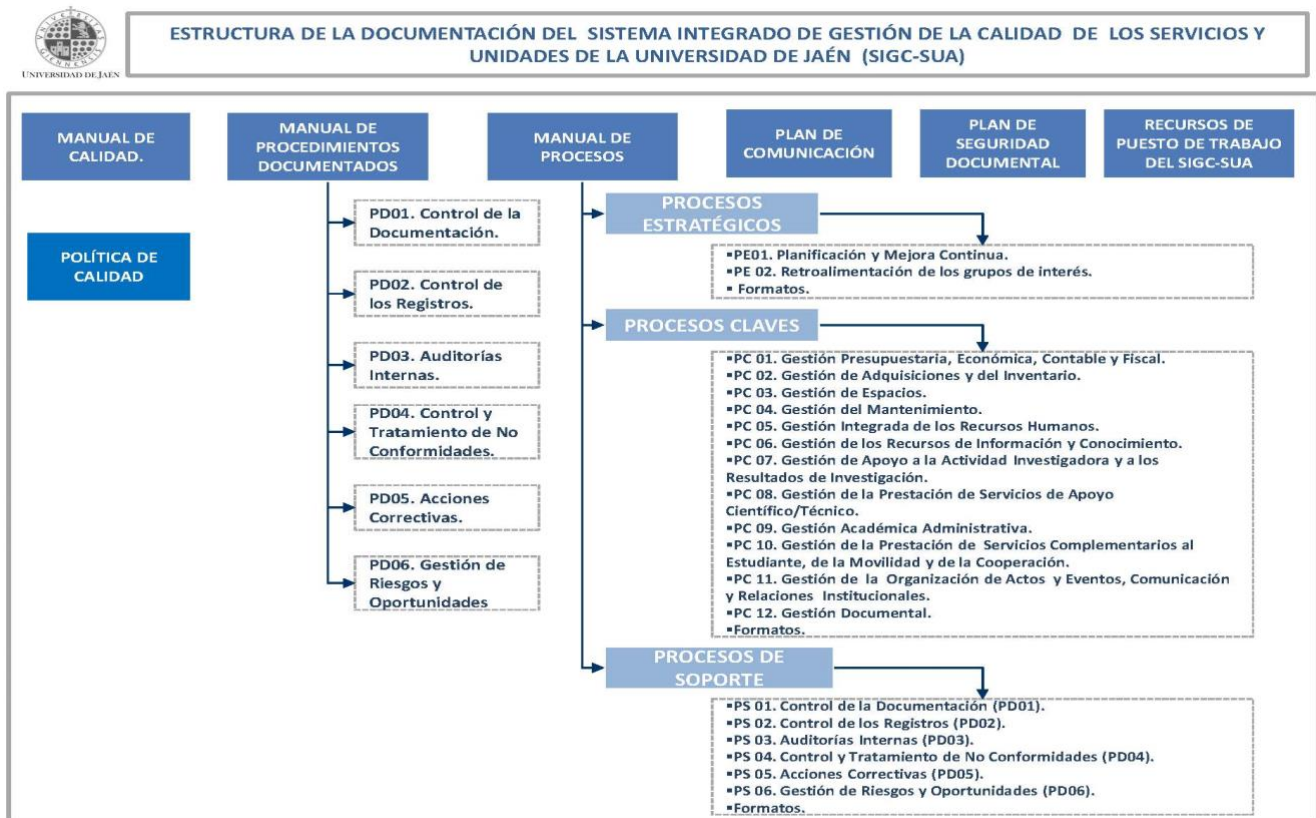 ESTRUCTURA DE LA DOCUMENTACIÓN DEL SISTEMA INTEGRADO DE GESTIÓN DE LA CALIDAD DE LOS SERVICIOS Y
UNIDADES DE LA UNIVERSIDAD DE JAÉN (SIGC-SUA)
UNIVERSIDAD DE JAÉN
MANUAL DE
CALIDAD.
POLÍTICA DE
CALIDAD
MANUAL DE
PROCEDIMIENTOS
DOCUMENTADOS
PD01. Control de la
Documentación.
PD02. Control de
los Registros.
PD03. Auditorías
Internas.
PD04. Control y
Tratamiento de No
Conformidades.
PD05. Acciones
Correctivas.
PD06. Gestión de
Riesgos y
Oportunidades
MANUAL DE
PROCESOS
PLAN DE
COMUNICACIÓN
PLAN DE
SEGURIDAD
DOCUMENTAL
RECURSOS DE
PUESTO DE TRABAJO
DEL SIGC-SUA
PROCESOS
ESTRATÉGICOS
▪PE01. Planificación y Mejora Continua.
▪PE 02. Retroalimentación de los grupos de interés.
▪ Formatos.
PROCESOS CLAVES
▪PC 01. Gestión Presupuestaria, Económica, Contable y Fiscal.
▪PC 02. Gestión de Adquisiciones y del Inventario.
▪PC 03. Gestión de Espacios.
▪PC 04. Gestión del Mantenimiento.
▪PC 05. Gestión Integrada de los Recursos Humanos.
▪PC 06. Gestión de los Recursos de Información y Conocimiento.
▪PC 07. Gestión de Apoyo a la Actividad Investigadora y a los
Resultados de Investigación.
▪PC 08. Gestión de la Prestación de Servicios de Apoyo
Científico/Técnico.
▪PC 09. Gestión Académica Administrativa.
▪PC 10. Gestión de la Prestación de Servicios Complementarios al
Estudiante, de la Movilidad y de la Cooperación.
▪PC 11. Gestión de la Organización de Actos y Eventos, Comunicación
y Relaciones Institucionales.
▪PC 12. Gestión Documental.
▪Formatos.
PROCESOS DE
SOPORTE
▪PS 01. Control de la Documentación (PD01).
▪PS 02. Control de los Registros (PD02).
▪PS 03. Auditorías Internas (PD03).
▪PS 04. Control y Tratamiento de No Conformidades (PD04).
▪PS 05. Acciones Correctivas (PD05).
▪PS 06. Gestión de Riesgos y Oportunidades (PD06).
▪Formatos.